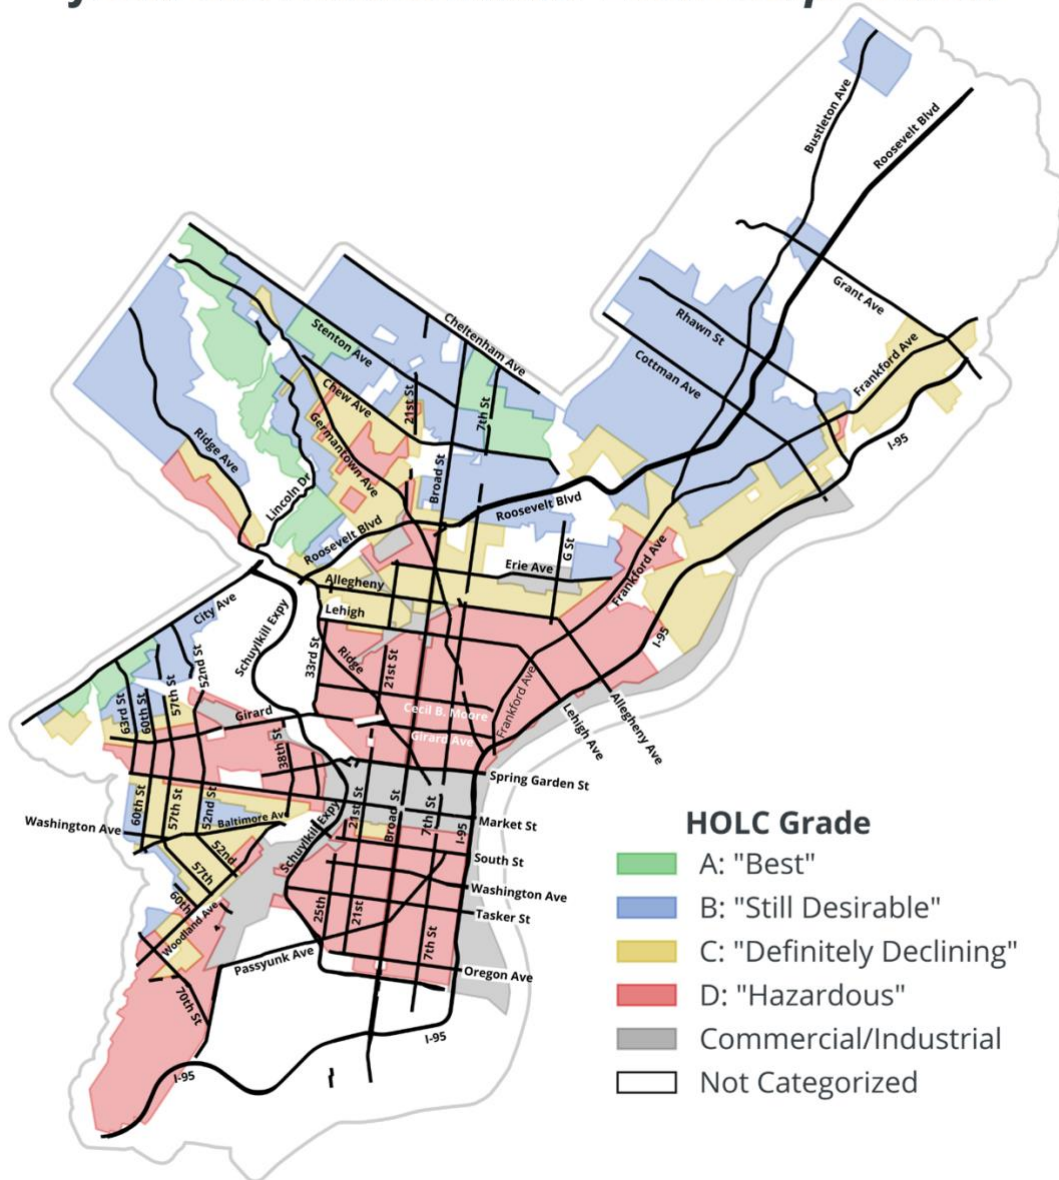 Bustleton Ave
Roosevelt Blvd
Grant Ave
Rhawn St
Cottman Ave
Frankford Ave
I-95
Cheltenham Ave
Stenton Ave
21st St
7th St
Chew Ave
Germantown Ave
Broad St
Ridge Ave
Lincoln Dr
Roosevelt Blvd
Roosevelt Blvd
G St
Erie Ave
Frankford Ave
Allegheny
Lehigh
City Ave
Schuylkill Expy
33rd St
Ridge
21st St
I-95
52nd St
57th St
60th St
63rd St
Girard
38th St
Cecil B. Moore
Girard Ave
Frankford Ave
Lehigh Ave
Allegheny Ave
Spring Garden St
Market St
South St
Washington Ave
Tasker St
Oregon Ave
60th St
57th St
52nd St
Baltimore Av
Washington Ave
Schuylkill Expy
21st St
Broad St
7th St
I-95
52nd
57th
60th
Woodland Ave
25th
21st
7th St
Passyunk Ave
70th St
I-95
I-95
HOLC Grade
A: "Best"
B: "Still Desirable"
C: "Definitely Declining"
D: "Hazardous"
Commercial/Industrial
Not Categorized